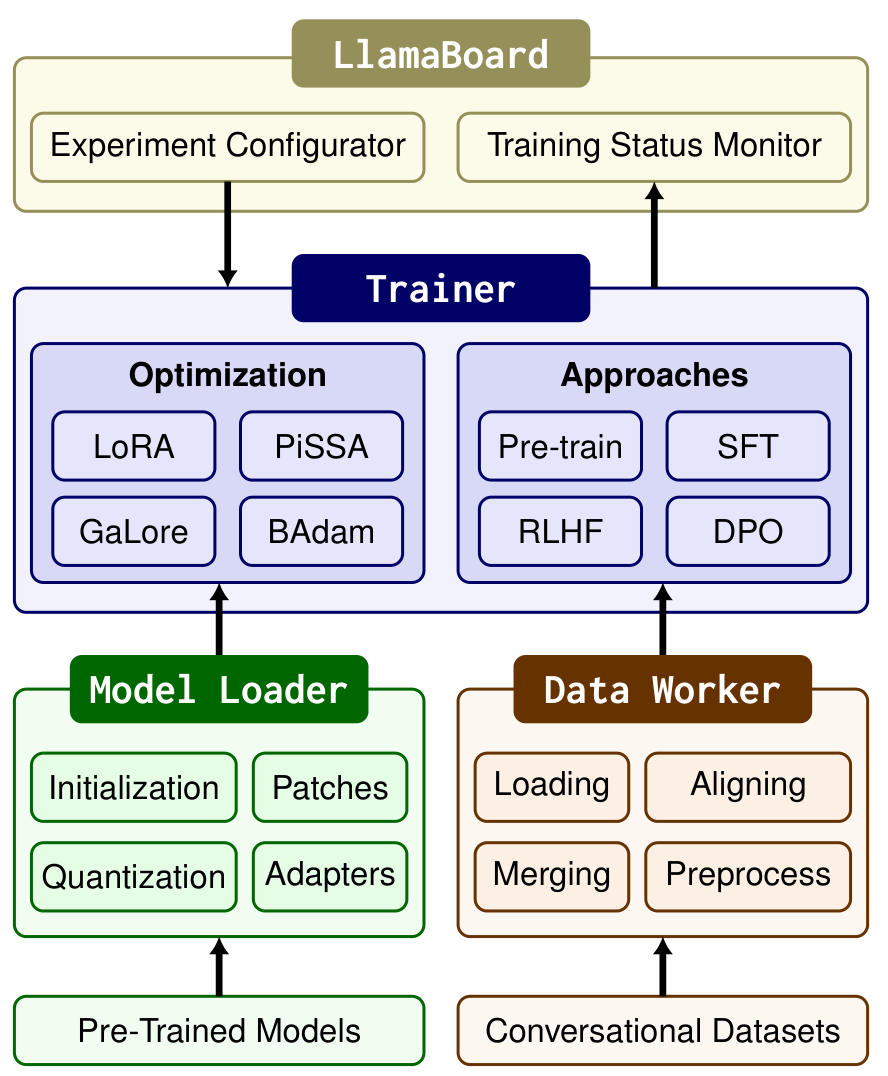 LlamaBoard
Experiment Configurator
Training Status Monitor
Trainer
Optimization
LoRA
PiSSA
GaLore
BAdam
Approaches
Pre-train
SFT
RLHF
DPO
Model Loader
Initialization
Patches
Quantization
Adapters
Data Worker
Loading
Aligning
Merging
Preprocess
Pre-Trained Models
Conversational Datasets